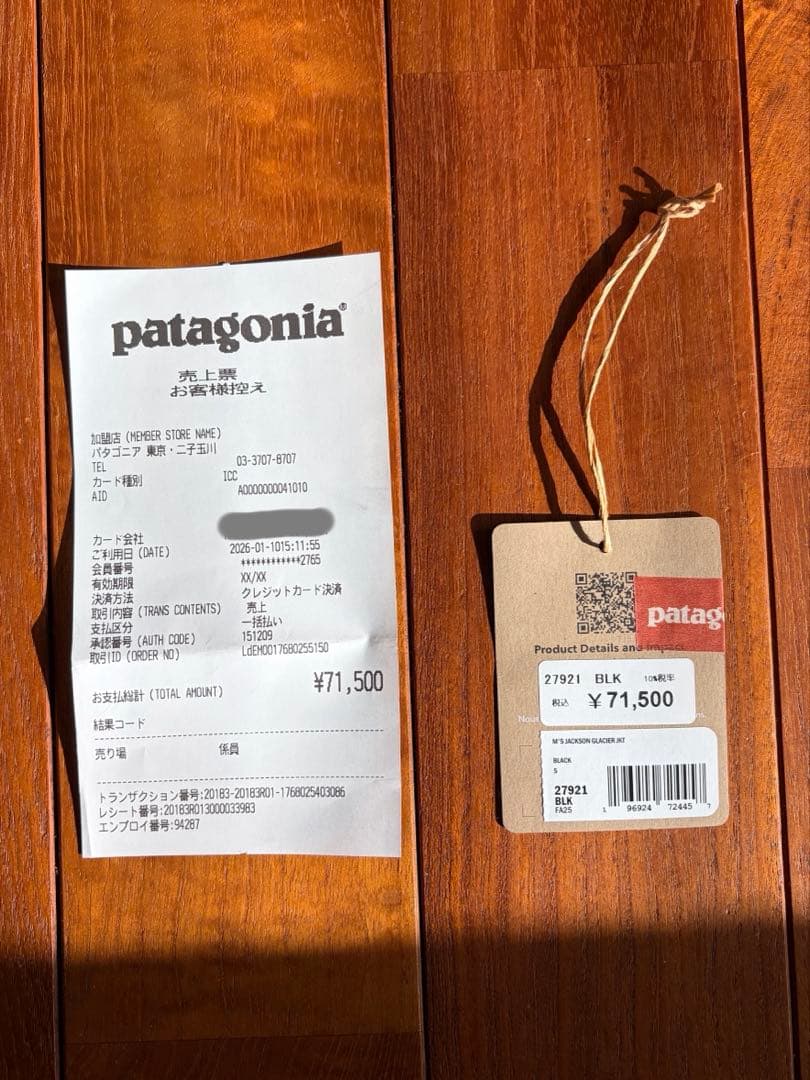 patagonia®
売上票
お客様控え
加盟店 (MEMBER STORE NAME)
パタゴニア 東京・二子玉川
TEL 03-3707-8707
カード種別 ICC
AID A0000000041010
カード会社
ご利用日 (DATE) 2026-01-1015:11:55
会員番号 ************2765
有効期限 XX/XX
決済方法 クレジットカード決済
取引内容 (TRANS CONTENTS) 売上
支払区分 一括払い
承認番号 (AUTH CODE) 151209
取引ID (ORDER NO) LdEM0017680255150
お支払総計 (TOTAL AMOUNT) ¥71,500
結果コード
売り場 係員
トランザクション番号:20183-20183R01-1768025403086
レシート番号:20183R013000033983
エンプロイ番号:94287
patag
Product Details and Impac
27921 BLK 10%税率
税込 ¥71,500
Nou
ns.
M'S JACKSON GLACIER JKT
BLACK
S
27921
BLK
FA25
1 96924 72445 7